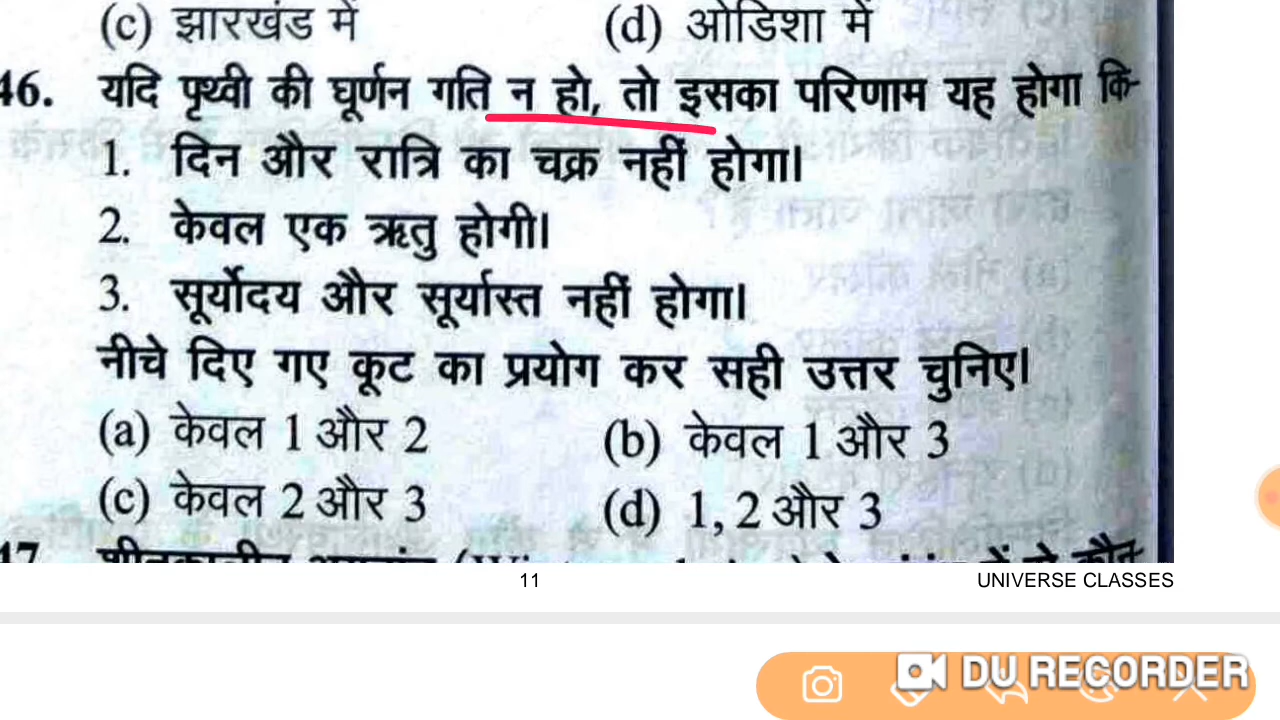 (c) झारखंड में (d) ओडिशा में
46. यदि पृथ्वी की घूर्णन गति न हो, तो इसका परिणाम यह होगा कि-
1. दिन और रात्रि का चक्र नहीं होगा।
2. केवल एक ऋतु होगी।
3. सूर्योदय और सूर्यास्त नहीं होगा।
नीचे दिए गए कूट का प्रयोग कर सही उत्तर चुनिए।
(a) केवल 1 और 2 (b) केवल 1 और 3
(c) केवल 2 और 3 (d) 1, 2 और 3
11 UNIVERSE CLASSES
DU RECORDER